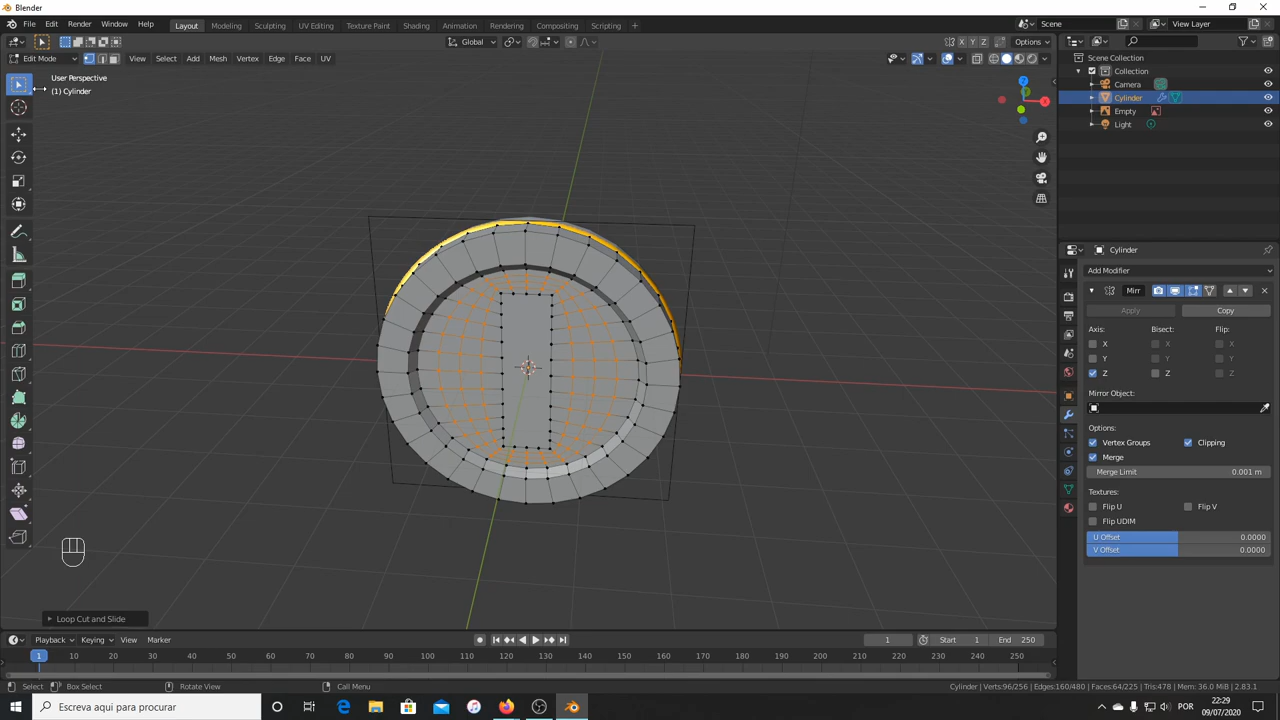 Blender
File Edit Render Window Help Layout Modeling Sculpting UV Editing Texture Paint Shading Animation Rendering Compositing Scripting + Scene View Layer
Global X Y Z Options
Edit Mode View Select Add Mesh Vertex Edge Face UV
User Perspective
(1) Cylinder
Scene Collection
Collection
Camera
Cylinder
Empty
Light
X
Cylinder
Add Modifier
Mirr
Apply Copy
Axis: Bisect: Flip:
X X X
Y Y Y
Z Z Z
Mirror Object:
Options:
Vertex Groups Clipping
Merge
Merge Limit 0.001 m
Textures:
Flip U Flip V
Flip UDIM
U Offset 0.0000
V Offset 0.0000
Loop Cut and Slide
Playback Keying View Marker 1 Start 1 End 250
1 10 20 30 40 50 60 70 80 90 100 110 120 130 140 150 160 170 180 190 200 210 220 230 240 250
Select Box Select Rotate View Call Menu Cylinder | Verts:96/256 | Edges:160/480 | Faces:64/225 | Tris:478 | Mem: 36.0 MiB | 2.83.1
Escreva aqui para procurar POR 22:29
09/07/2020